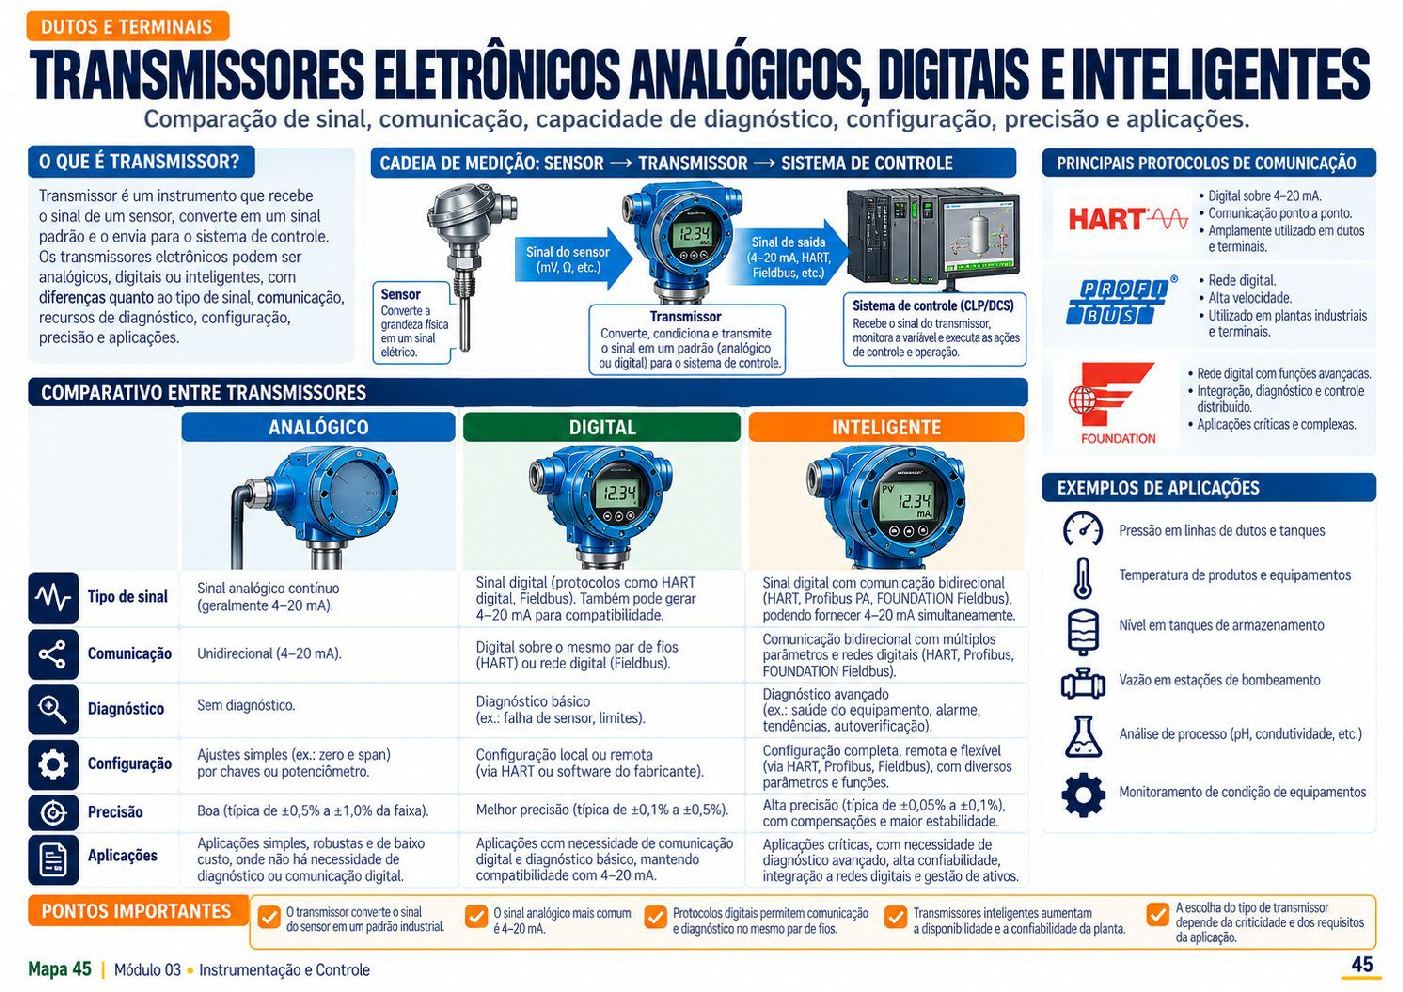 DUTOS E TERMINAIS
TRANSMISSORES ELETRÔNICOS ANALÓGICOS, DIGITAIS E INTELIGENTES
Comparação de sinal, comunicação, capacidade de diagnóstico, configuração, precisão e aplicações.
O QUE É TRANSMISSOR?
Transmissor é um instrumento que recebe
o sinal de um sensor, converte em um sinal
padrão e o envia para o sistema de controle.
Os transmissores eletrônicos podem ser
analógicos, digitais ou inteligentes, com
diferenças quanto ao tipo de sinal, comunicação,
recursos de diagnóstico, configuração,
precisão e aplicações.
CADEIA DE MEDIÇÃO: SENSOR → TRANSMISSOR → SISTEMA DE CONTROLE
Sinal do sensor
(mV, Ω, etc.)
12.34
Sinal de saída
(4–20 mA, HART,
Fieldbus, etc.)
Sensor
Converte a
grandeza física
em um sinal
elétrico.
Transmissor
Converte, condiciona e transmite
o sinal em um padrão (analógico
ou digital) para o sistema de controle.
Sistema de controle (CLP/DCS)
Recebe o sinal do transmissor,
monitora a variável e executa as ações
de controle e operação.
PRINCIPAIS PROTOCOLOS DE COMUNICAÇÃO
HART
• Digital sobre 4–20 mA.
• Comunicação ponto a ponto.
• Amplamente utilizado em dutos
e terminais.
PROFI
BUS®
• Rede digital.
• Alta velocidade.
• Utilizado em plantas industriais
e terminais.
FOUNDATION
• Rede digital com funções avançadas.
• Integração, diagnóstico e controle
distribuído.
• Aplicações críticas e complexas.
COMPARATIVO ENTRE TRANSMISSORES
ANALÓGICO
DIGITAL
INTELIGENTE
12.34
PV
12.34
mA
Tipo de sinal
Sinal analógico contínuo
(geralmente 4–20 mA).
Sinal digital (protocolos como HART
digital, Fieldbus). Também pode gerar
4–20 mA para compatibilidade.
Sinal digital com comun cação bidirecional
(HART, Profibus PA, FOUNDATION Fieldbus),
podendo fornecer 4–20 mA simultaneamente.
Comunicação
Unidirecional (4–20 mA).
Digital sobre o mesmo par de fios
(HART) ou rede digital (Fieldbus).
Comunicação bidirecional com múltiplos
parâmetros e redes digitais (HART, Profibus,
FOUNDATION Fieldbus).
Diagnóstico
Sem diagnóstico.
Diagnóstico básico
(ex.: falha de sensor, limites).
Diagnóstico avançado
(ex.: saúde do equipamento, alarme,
tendências, autoverificação).
Configuração
Ajustes simples (ex.: zero e span)
por chaves ou potenciômetro.
Configuração local ou remota
(via HART ou software do fabricante).
Configuração completa, remota e flexível
(via HART, Profibus, Fieldbus), com diversos
parâmetros e funções.
Precisão
Boa (típica de ±0,5% a ±1,0% da faixa).
Melhor precisão (típica de ±0,1% a ±0,5%).
Alta precisão (típica de ±0,05% a ±0,1%),
com compensações e maior estabilidade.
Aplicações
Aplicações simples, robustas e de baixo
custo, onde não há necessidade de
diagnóstico ou comunicação digital.
Aplicações com necessidade de comunicação
digital e diagnóstico básico, mantendo
compatibilidade com 4–20 mA.
Aplicações críticas, com necessidade de
diagnóstico avançado, alta confiabilidade,
integração a redes digitais e gestão de ativos.
EXEMPLOS DE APLICAÇÕES
Pressão em linhas de dutos e tanques
Temperatura de produtos e equipamentos
Nível em tanques de armazenamento
Vazão em estações de bombeamento
Análise de processo (pH, condutividade, etc.)
Monitoramento de condição de equipamentos
PONTOS IMPORTANTES
O transmissor converte o sinal
do sensor em um padrão industrial.
O sinal analógico mais comum
é 4–20 mA.
Protocolos digitais permitem comunicação
e diagnóstico no mesmo par de fios.
Transmissores inteligentes aumentam
a disponibilidade e a confiabilidade da planta.
A escolha do tipo de transmissor
depende da criticidade e dos requisitos
da aplicação.
Mapa 45 | Módulo 03 • Instrumentação e Controle
45